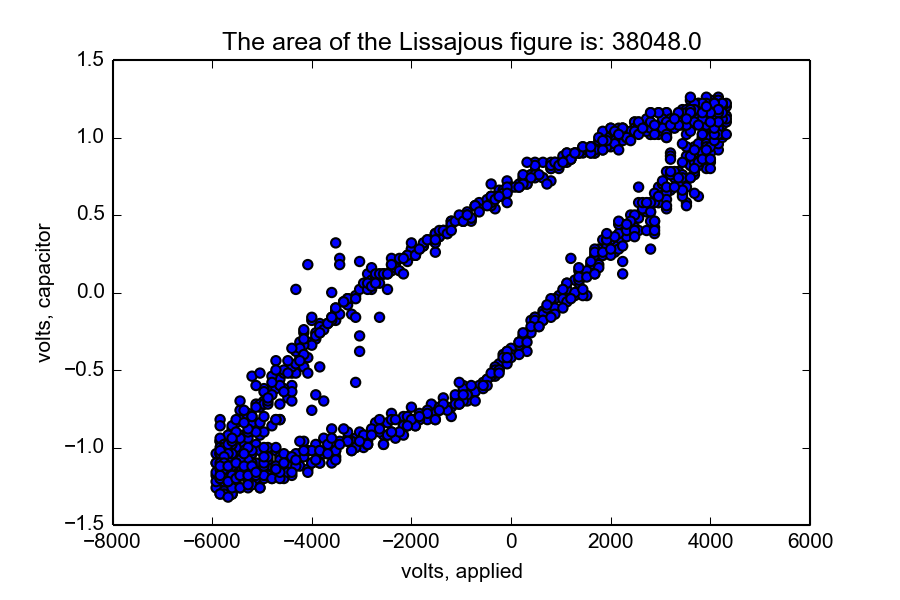 The area of the Lissajous figure is: 38048.0
1.5
1.0
0.5
0.0
−0.5
−1.0
−1.5
volts, capacitor
−8000 −6000 −4000 −2000 0 2000 4000 6000
volts, applied